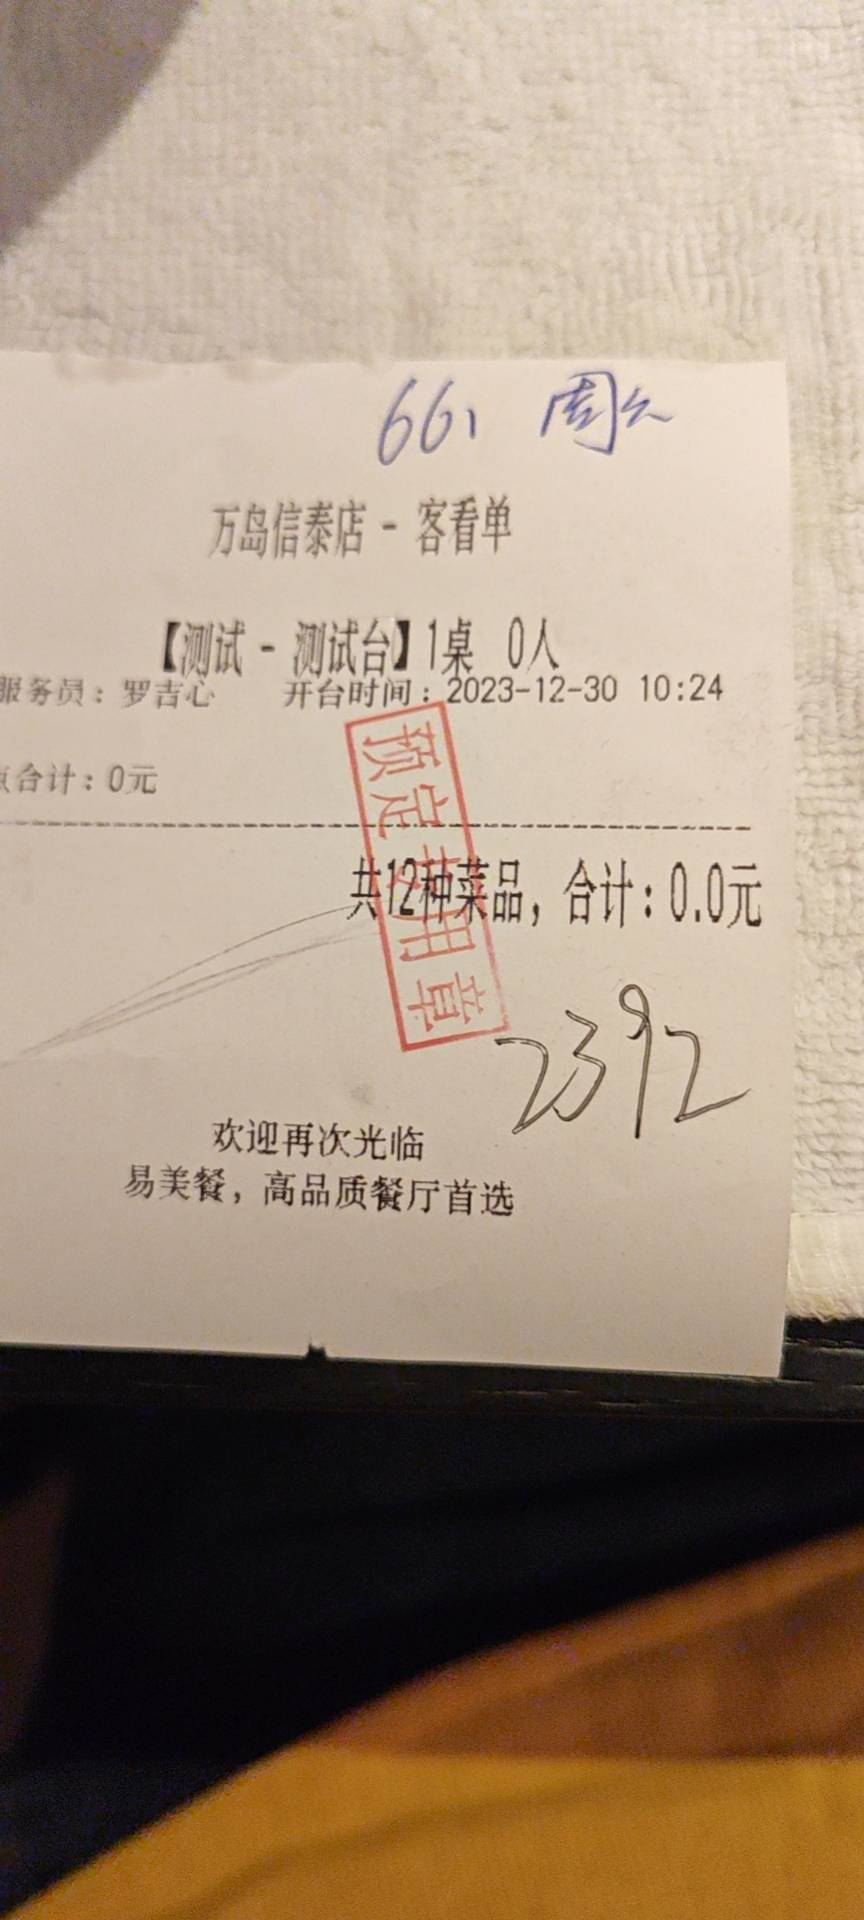 661 周
万岛信泰店 - 客看单
【测试 - 测试台】1桌 0人
服务员：罗吉心 开台时间：2023-12-30 10:24
合计：0元
预定专用章
共12种菜品，合计：0.0元
2392
欢迎再次光临
易美餐，高品质餐厅首选